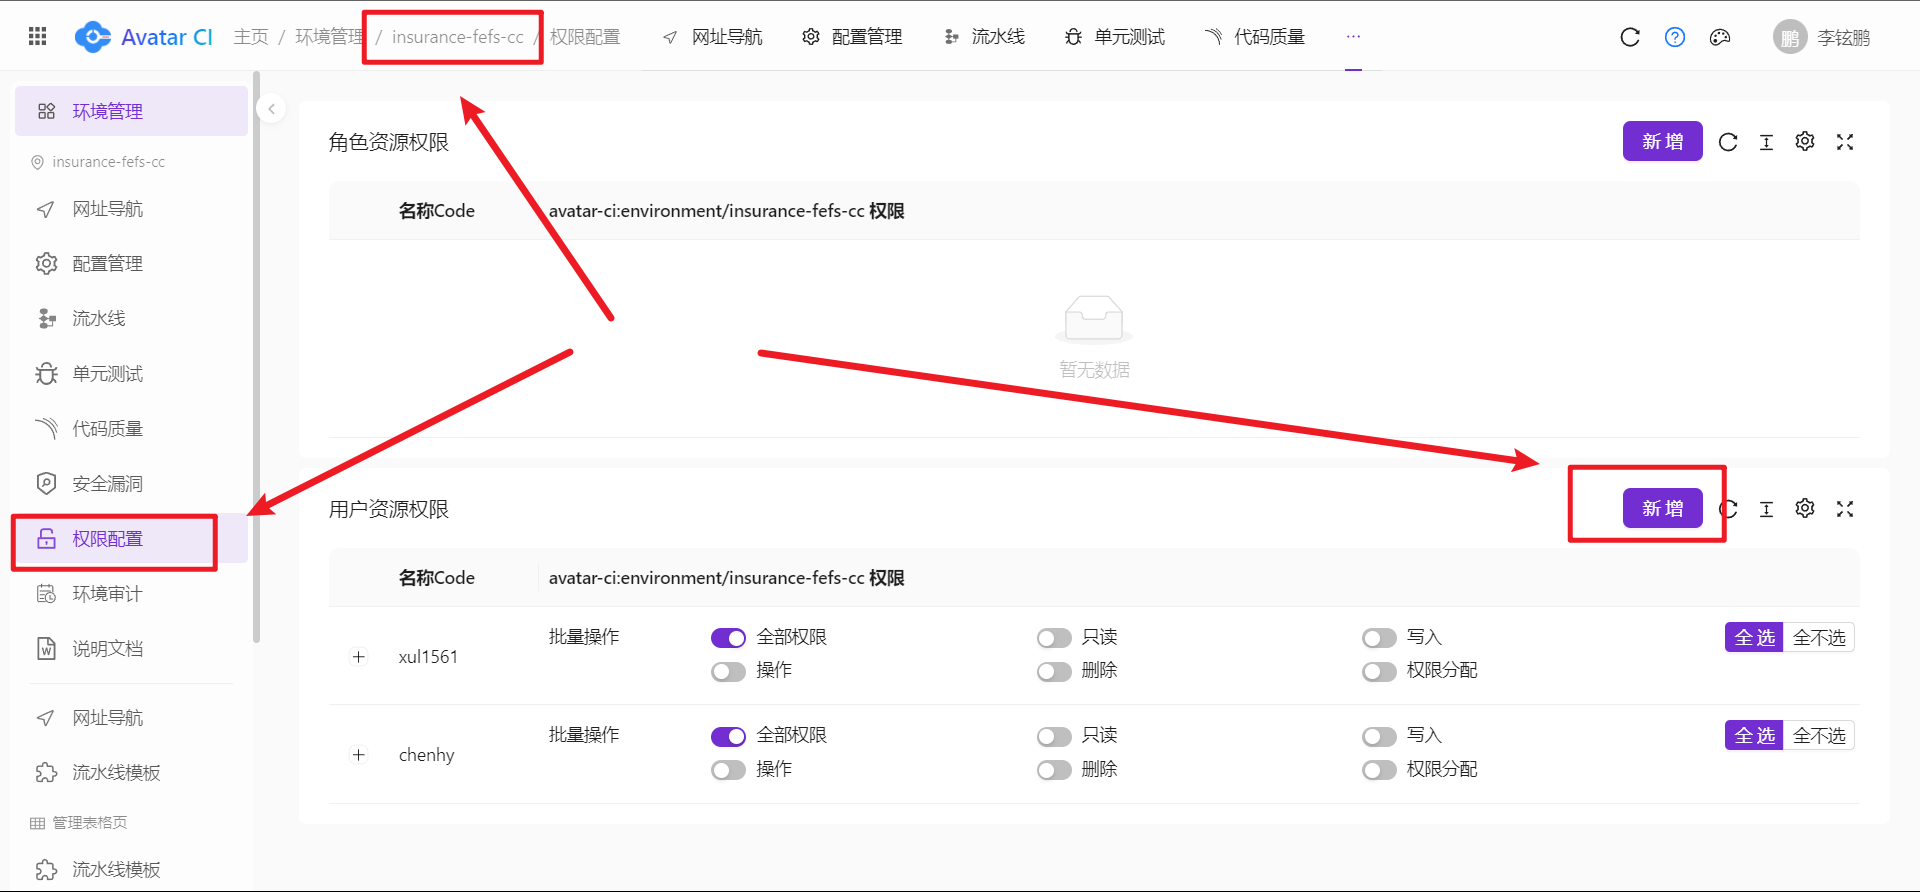 Avatar CI 主页 / 环境管理 / insurance-fefs-cc / 权限配置 网址导航 配置管理 流水线 单元测试 代码质量 ··· 鹏 李铉鹏
环境管理
insurance-fefs-cc
网址导航
配置管理
流水线
单元测试
代码质量
安全漏洞
权限配置
环境审计
说明文档
网址导航
流水线模板
管理表格页
流水线模板
角色资源权限 新增
名称Code avatar-ci:environment/insurance-fefs-cc 权限
暂无数据
用户资源权限 新增
名称Code avatar-ci:environment/insurance-fefs-cc 权限
xul1561 批量操作 全部权限 只读 写入 全选 全不选
操作 删除 权限分配
chenhy 批量操作 全部权限 只读 写入 全选 全不选
操作 删除 权限分配